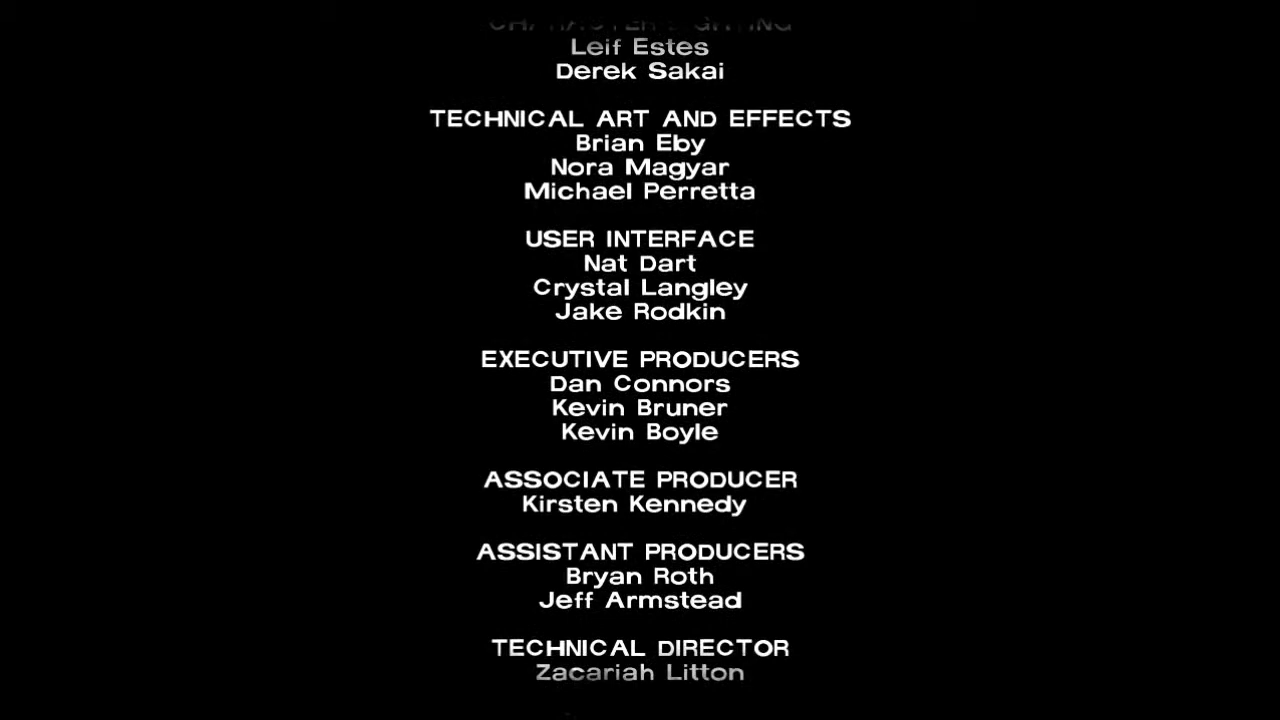 CHARACTER LIGHTING
Leif Estes
Derek Sakai
TECHNICAL ART AND EFFECTS
Brian Eby
Nora Magyar
Michael Perretta
USER INTERFACE
Nat Dart
Crystal Langley
Jake Rodkin
EXECUTIVE PRODUCERS
Dan Connors
Kevin Bruner
Kevin Boyle
ASSOCIATE PRODUCER
Kirsten Kennedy
ASSISTANT PRODUCERS
Bryan Roth
Jeff Armstead
TECHNICAL DIRECTOR
Zacariah Litton